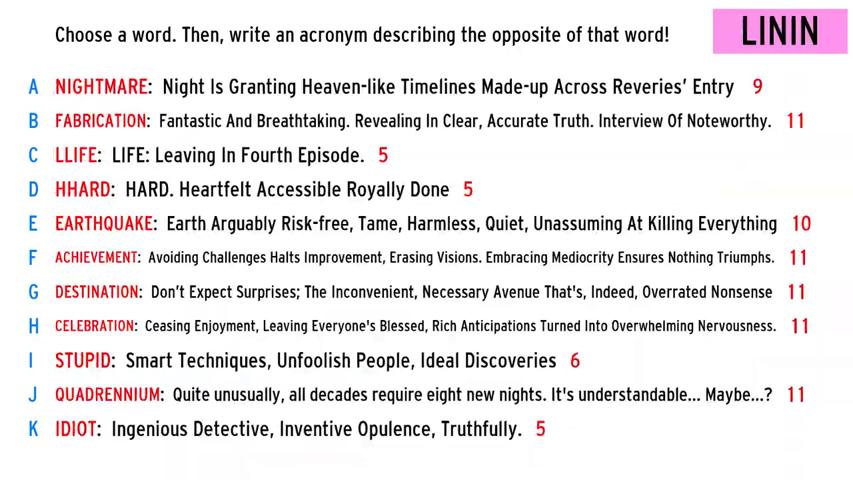 Choose a word. Then, write an acronym describing the opposite of that word!
LININ
A NIGHTMARE: Night Is Granting Heaven-like Timelines Made-up Across Reveries' Entry 9
B FABRICATION: Fantastic And Breathtaking. Revealing In Clear, Accurate Truth. Interview Of Noteworthy. 11
C LLIFE: LIFE: Leaving In Fourth Episode. 5
D HHARD: HARD. Heartfelt Accessible Royally Done 5
E EARTHQUAKE: Earth Arguably Risk-free, Tame, Harmless, Quiet, Unassuming At Killing Everything 10
F ACHIEVEMENT: Avoiding Challenges Halts Improvement, Erasing Visions. Embracing Mediocrity Ensures Nothing Triumphs. 11
G DESTINATION: Don't Expect Surprises; The Inconvenient, Necessary Avenue That's, Indeed, Overrated Nonsense 11
H CELEBRATION: Ceasing Enjoyment, Leaving Everyone's Blessed, Rich Anticipations Turned Into Overwhelming Nervousness. 11
I STUPID: Smart Techniques, Unfoolish People, Ideal Discoveries 6
J QUADRENNIUM: Quite unusually, all decades require eight new nights. It's understandable... Maybe...? 11
K IDIOT: Ingenious Detective, Inventive Opulence, Truthfully. 5